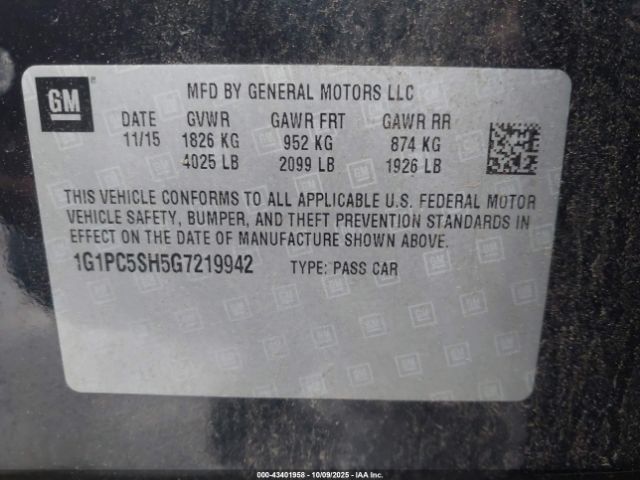 GM
MFD BY GENERAL MOTORS LLC
DATE GVWR GAWR FRT GAWR RR
11/15 1826 KG 952 KG 874 KG
4025 LB 2099 LB 1926 LB
THIS VEHICLE CONFORMS TO ALL APPLICABLE U.S. FEDERAL MOTOR
VEHICLE SAFETY, BUMPER, AND THEFT PREVENTION STANDARDS IN
EFFECT ON THE DATE OF MANUFACTURE SHOWN ABOVE.
1G1PC5SH5G7219942 TYPE: PASS CAR
000-43401958 - 10/09/2025 - IAA Inc.